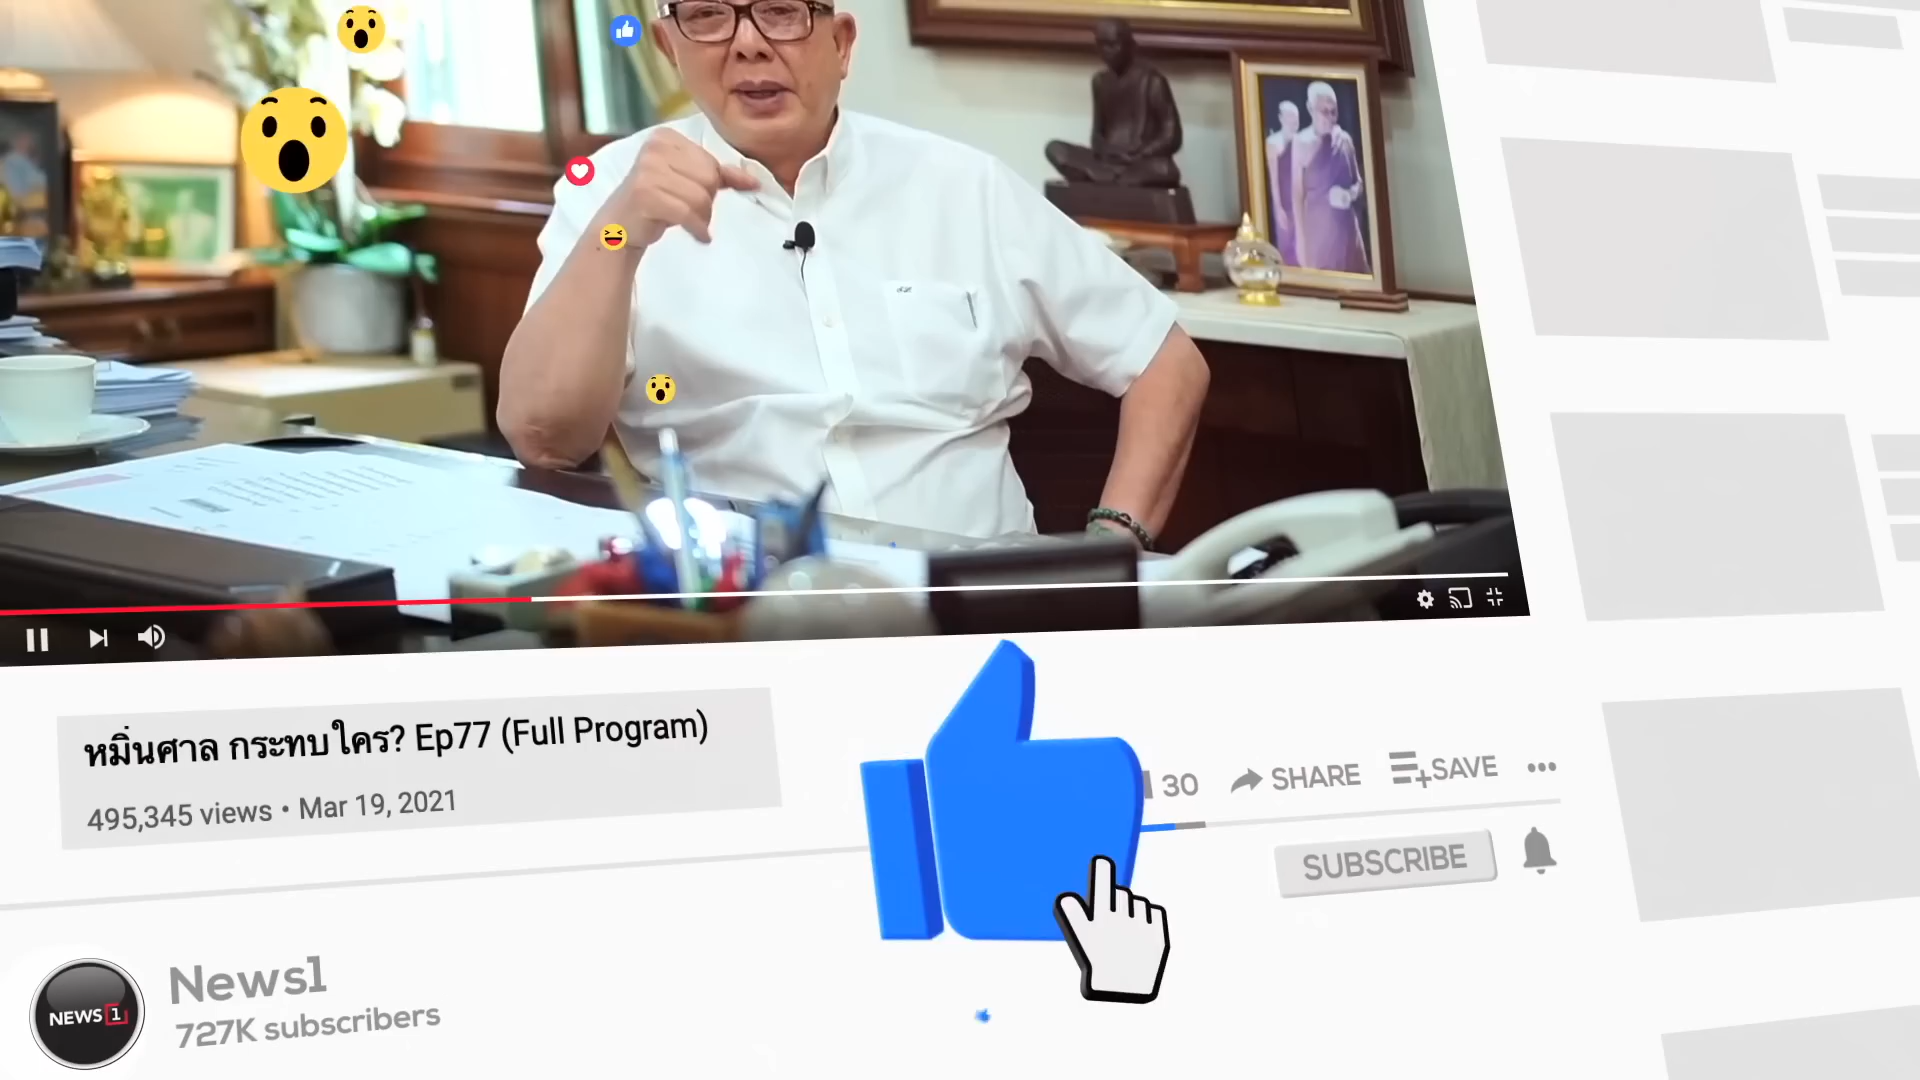 หมิ่นศาล กระทบใคร? Ep77 (Full Program)
495,345 views • Mar 19, 2021
30
SHARE
SAVE
SUBSCRIBE
NEWS 1
News1
727K subscribers